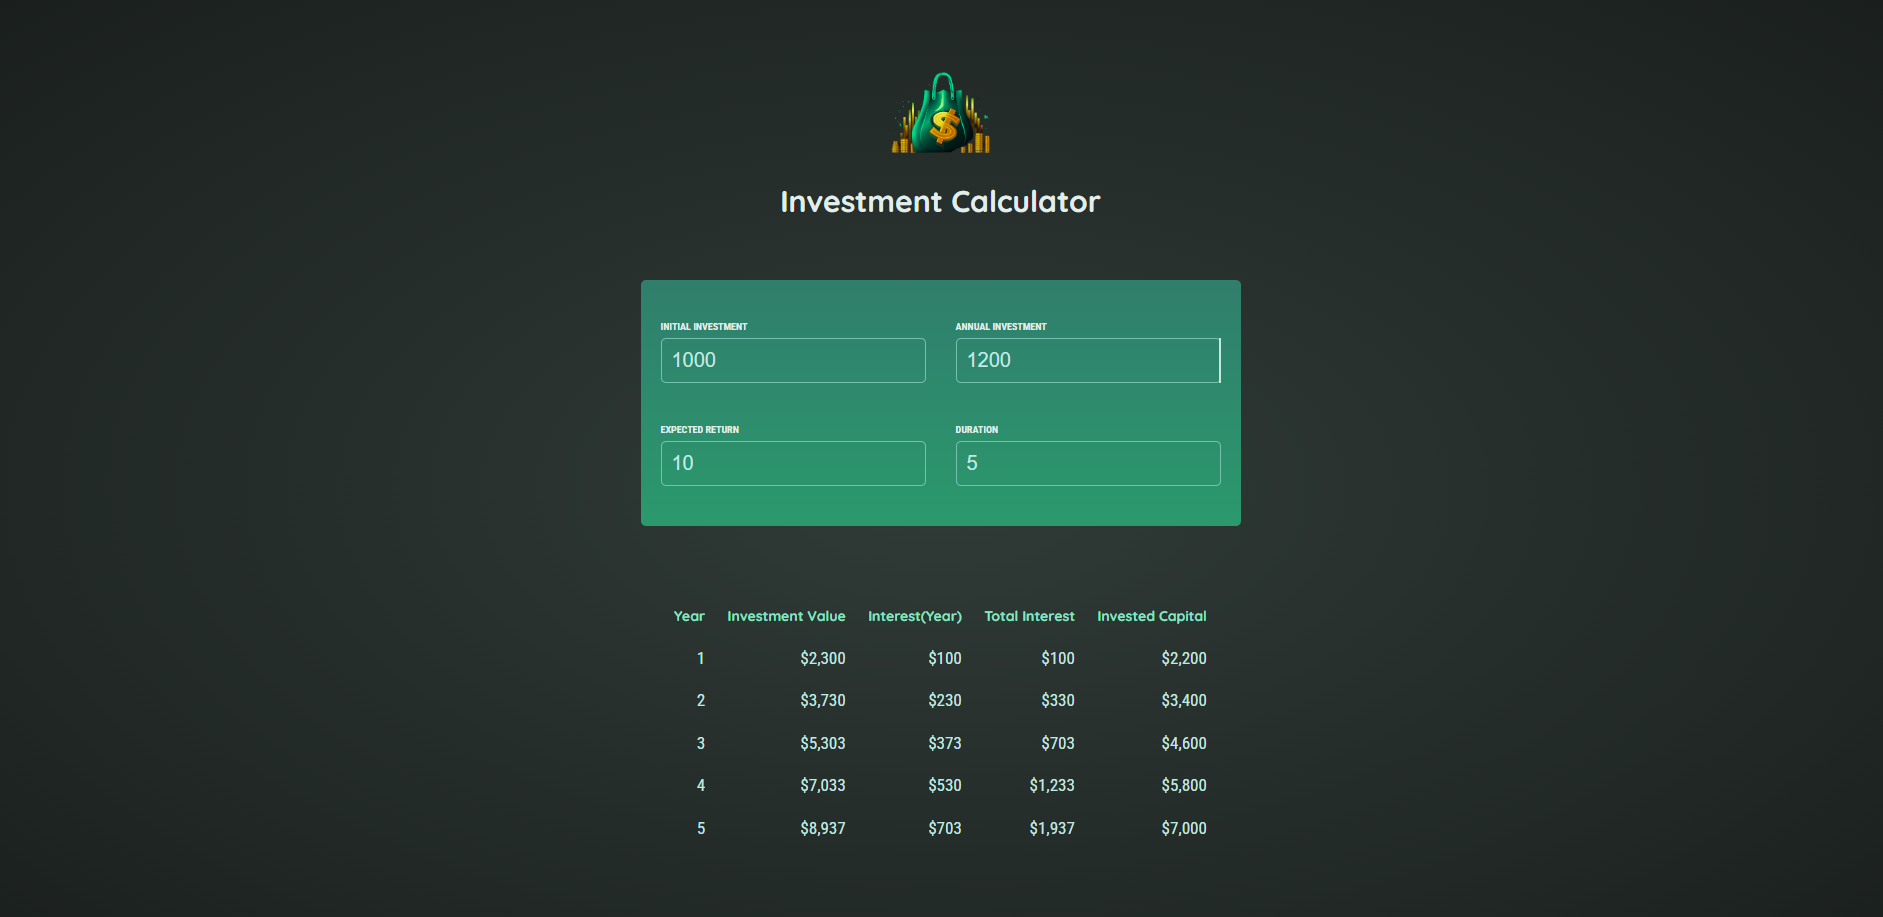 $
Investment Calculator
INITIAL INVESTMENT ANNUAL INVESTMENT
1000 1200
EXPECTED RETURN DURATION
10 5
Year Investment Value Interest(Year) Total Interest Invested Capital
1 $2,300 $100 $100 $2,200
2 $3,730 $230 $330 $3,400
3 $5,303 $373 $703 $4,600
4 $7,033 $530 $1,233 $5,800
5 $8,937 $703 $1,937 $7,000